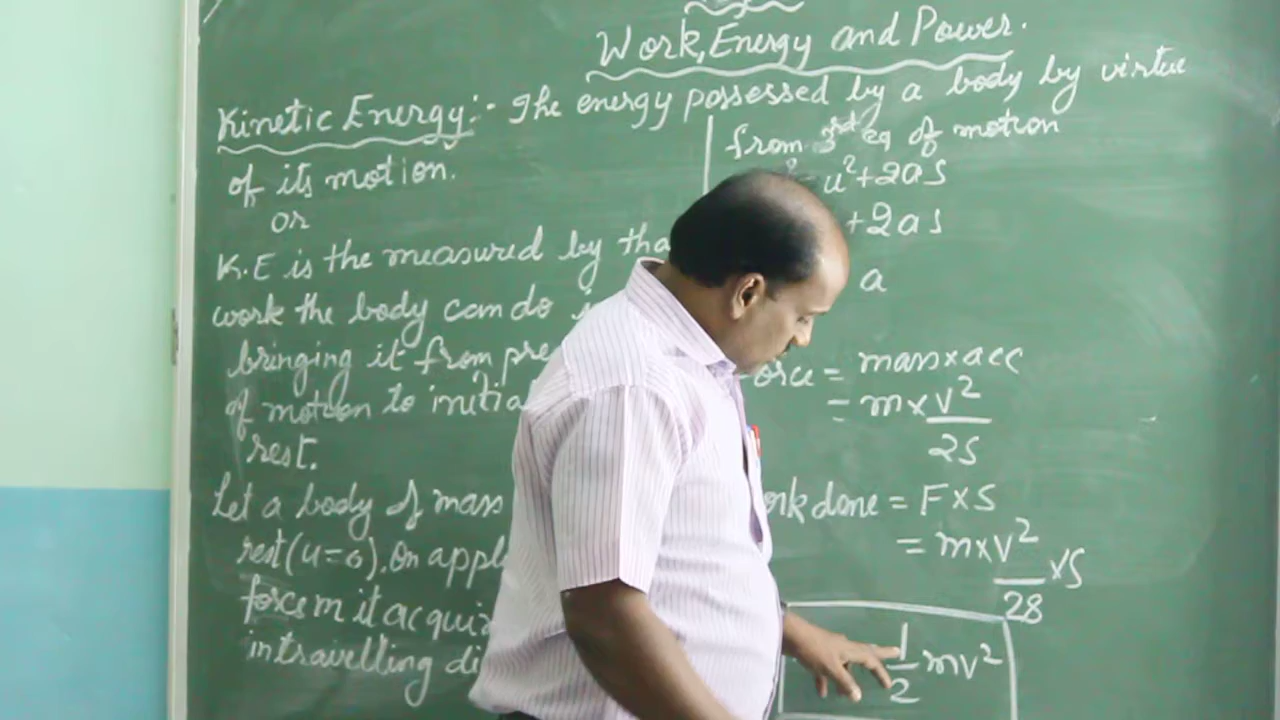 Work, Energy and Power.
Kinetic Energy:- The energy possessed by a body by virtue
of its motion.
or
K.E is the measured by tha
work the body can do i
bringing it from pre
of motion to initia
rest.
Let a body of mass
rest (u=0). On appl
force m it acqui
in travelling di
from 3rd eq of motion
u²+2as
+2as
a
orce = mass×acc
= m×v²
2s
ork done = F×S
= m×v² ×S
28
1
mv²
2